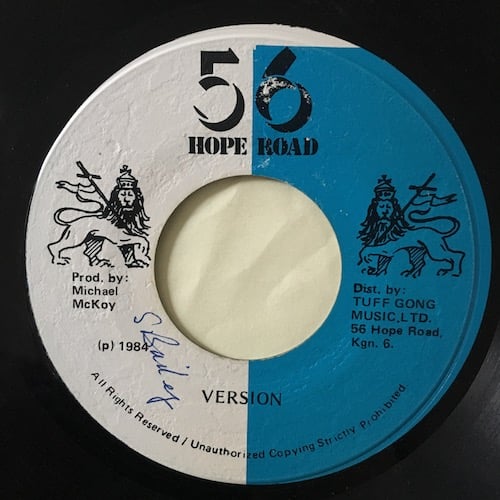 56
HOPE ROAD
Prod. by:
Michael
McKoy
(p) 1984
Dist. by:
TUFF GONG
MUSIC,LTD.
56 Hope Road,
Kgn. 6.
S Bailey
VERSION
All Rights Reserved / Unauthorized Copying Strictly Prohibited